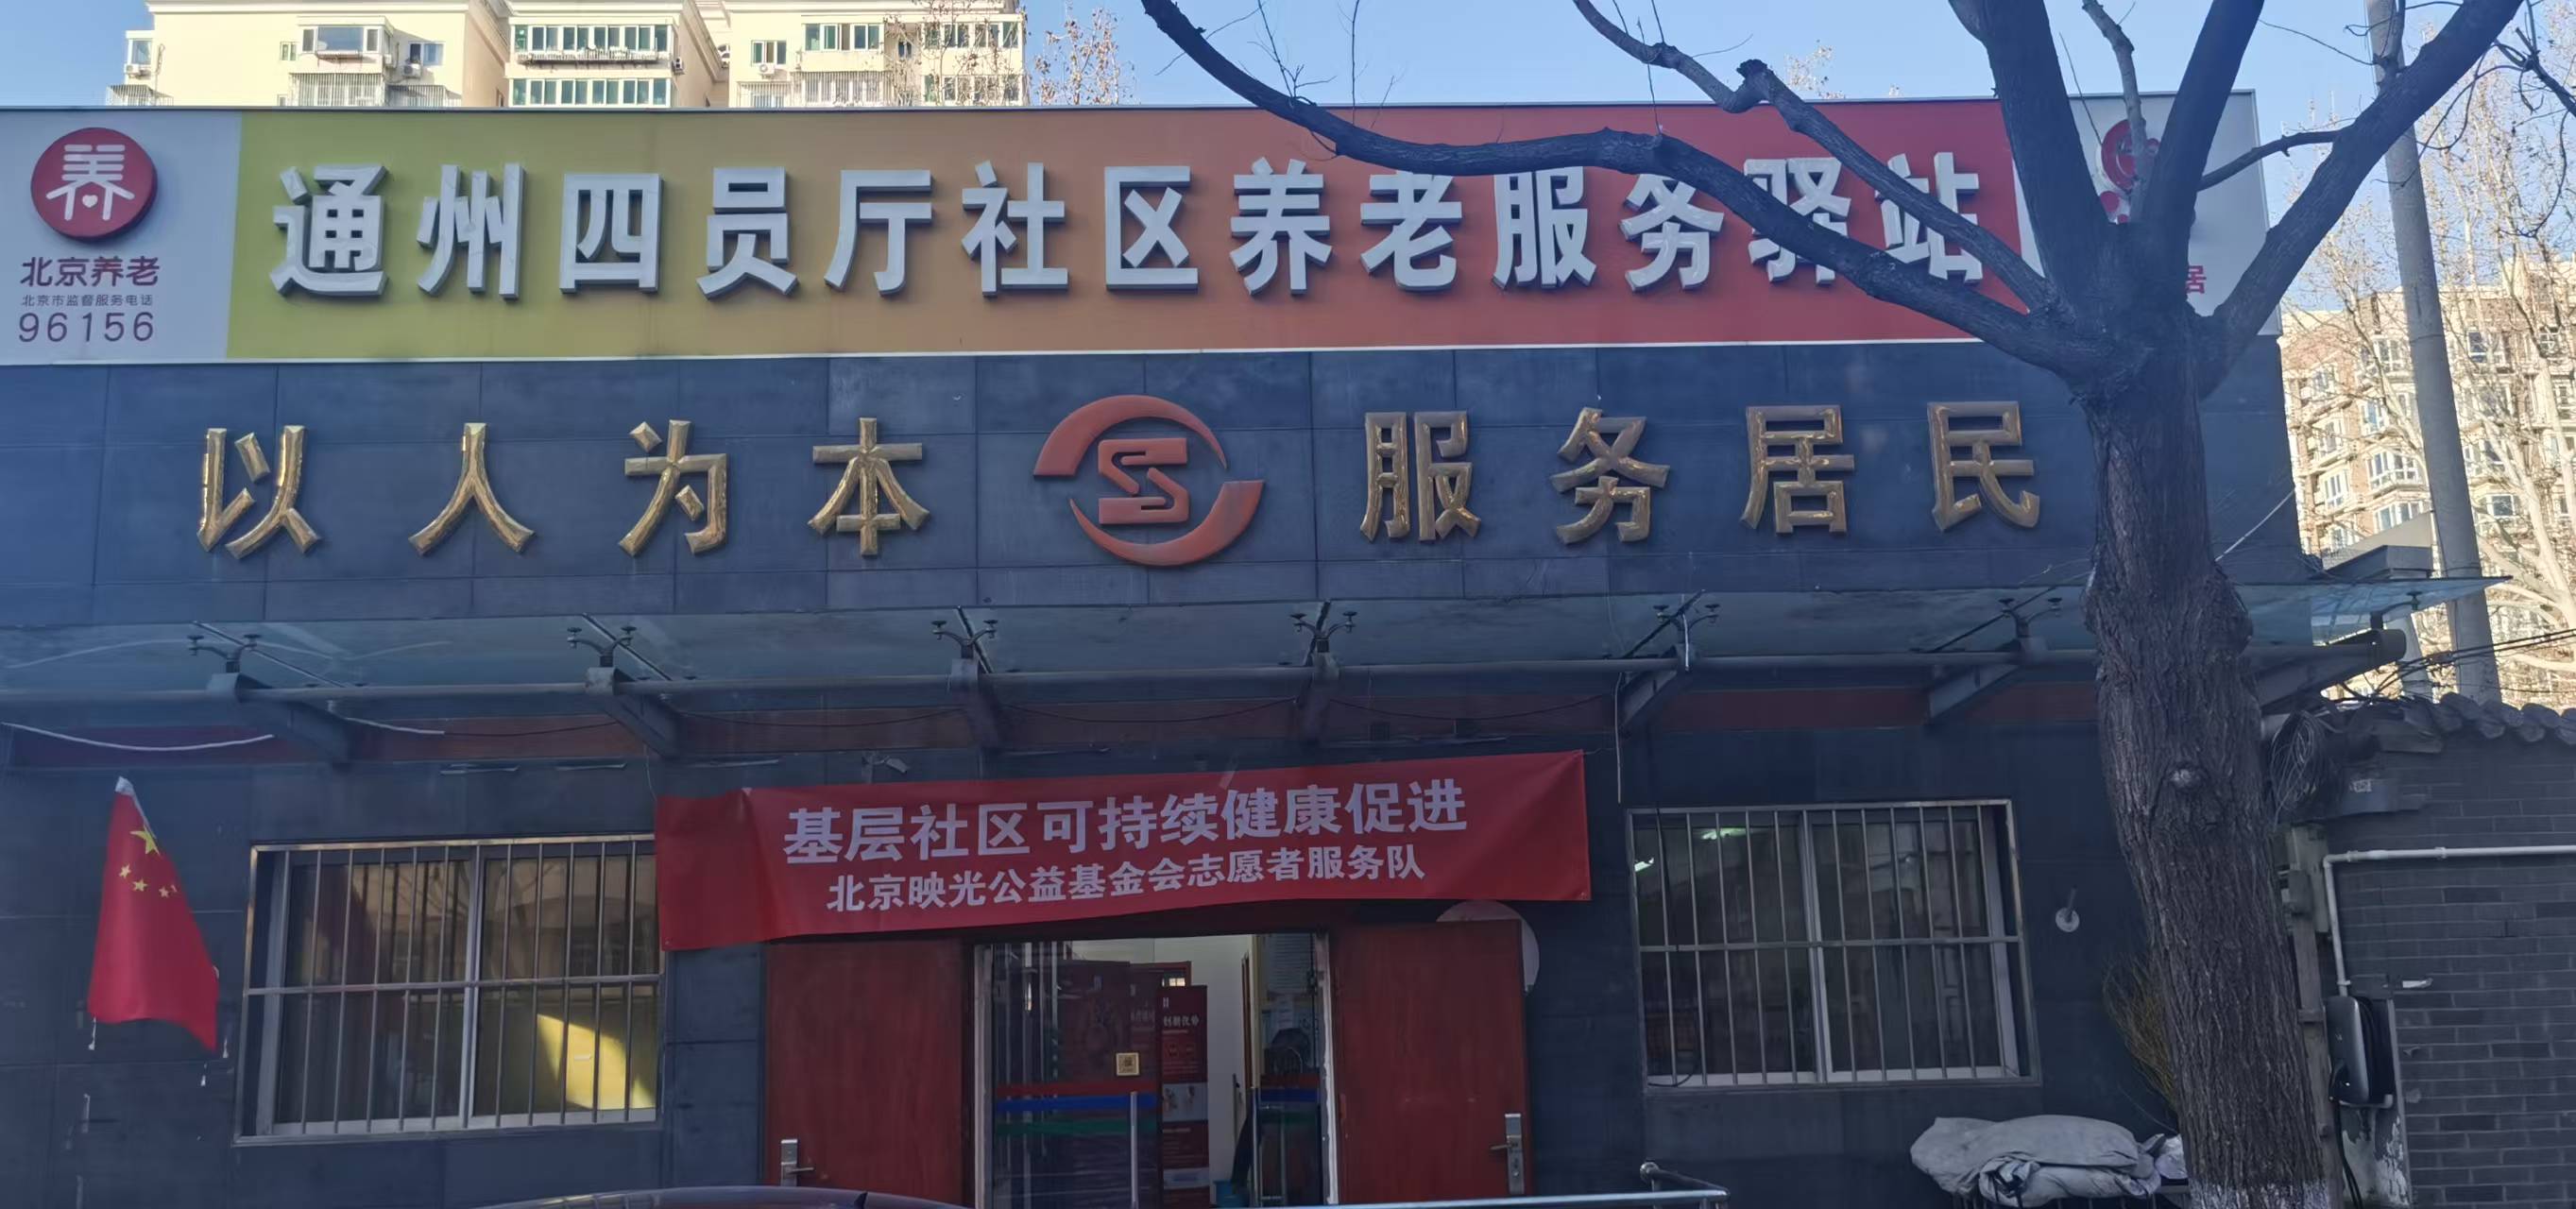 养
北京养老
北京市监督服务电话
96156
通州四员厅社区养老服务驿站
居
以人为本 服务居民
基层社区可持续健康促进
北京映光公益基金会志愿者服务队